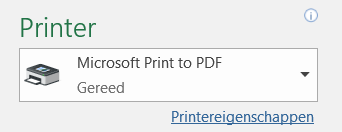 Printer
Microsoft Print to PDF
Gereed
Printereigenschappen